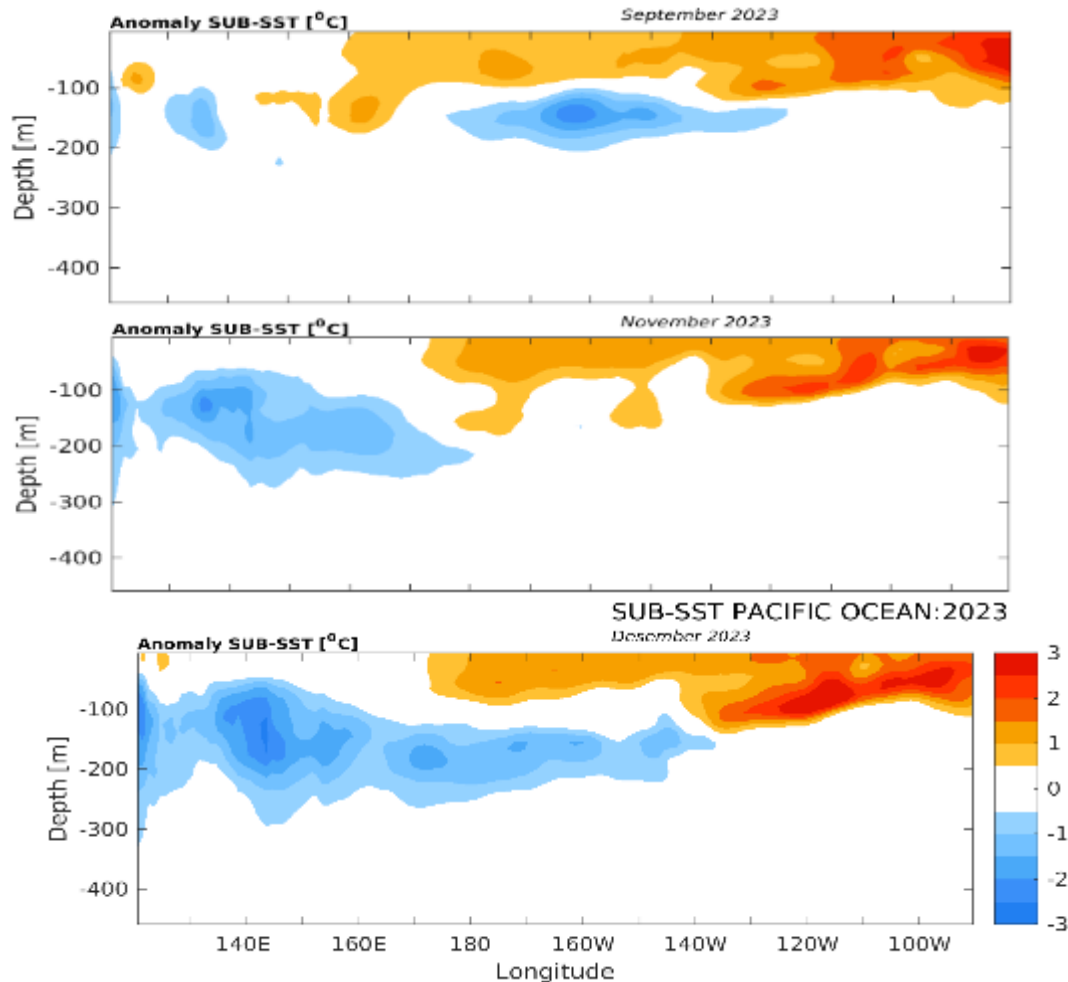 September 2023
Anomaly SUB-SST [°C]
Depth [m]
-100
-200
-300
-400
November 2023
Anomaly SUB-SST [°C]
Depth [m]
-100
-200
-300
-400
SUB-SST PACIFIC OCEAN:2023
Desember 2023
Anomaly SUB-SST [°C]
Depth [m]
-100
-200
-300
-400
3
2
1
0
-1
-2
-3
140E 160E 180 160W 140W 120W 100W
Longitude